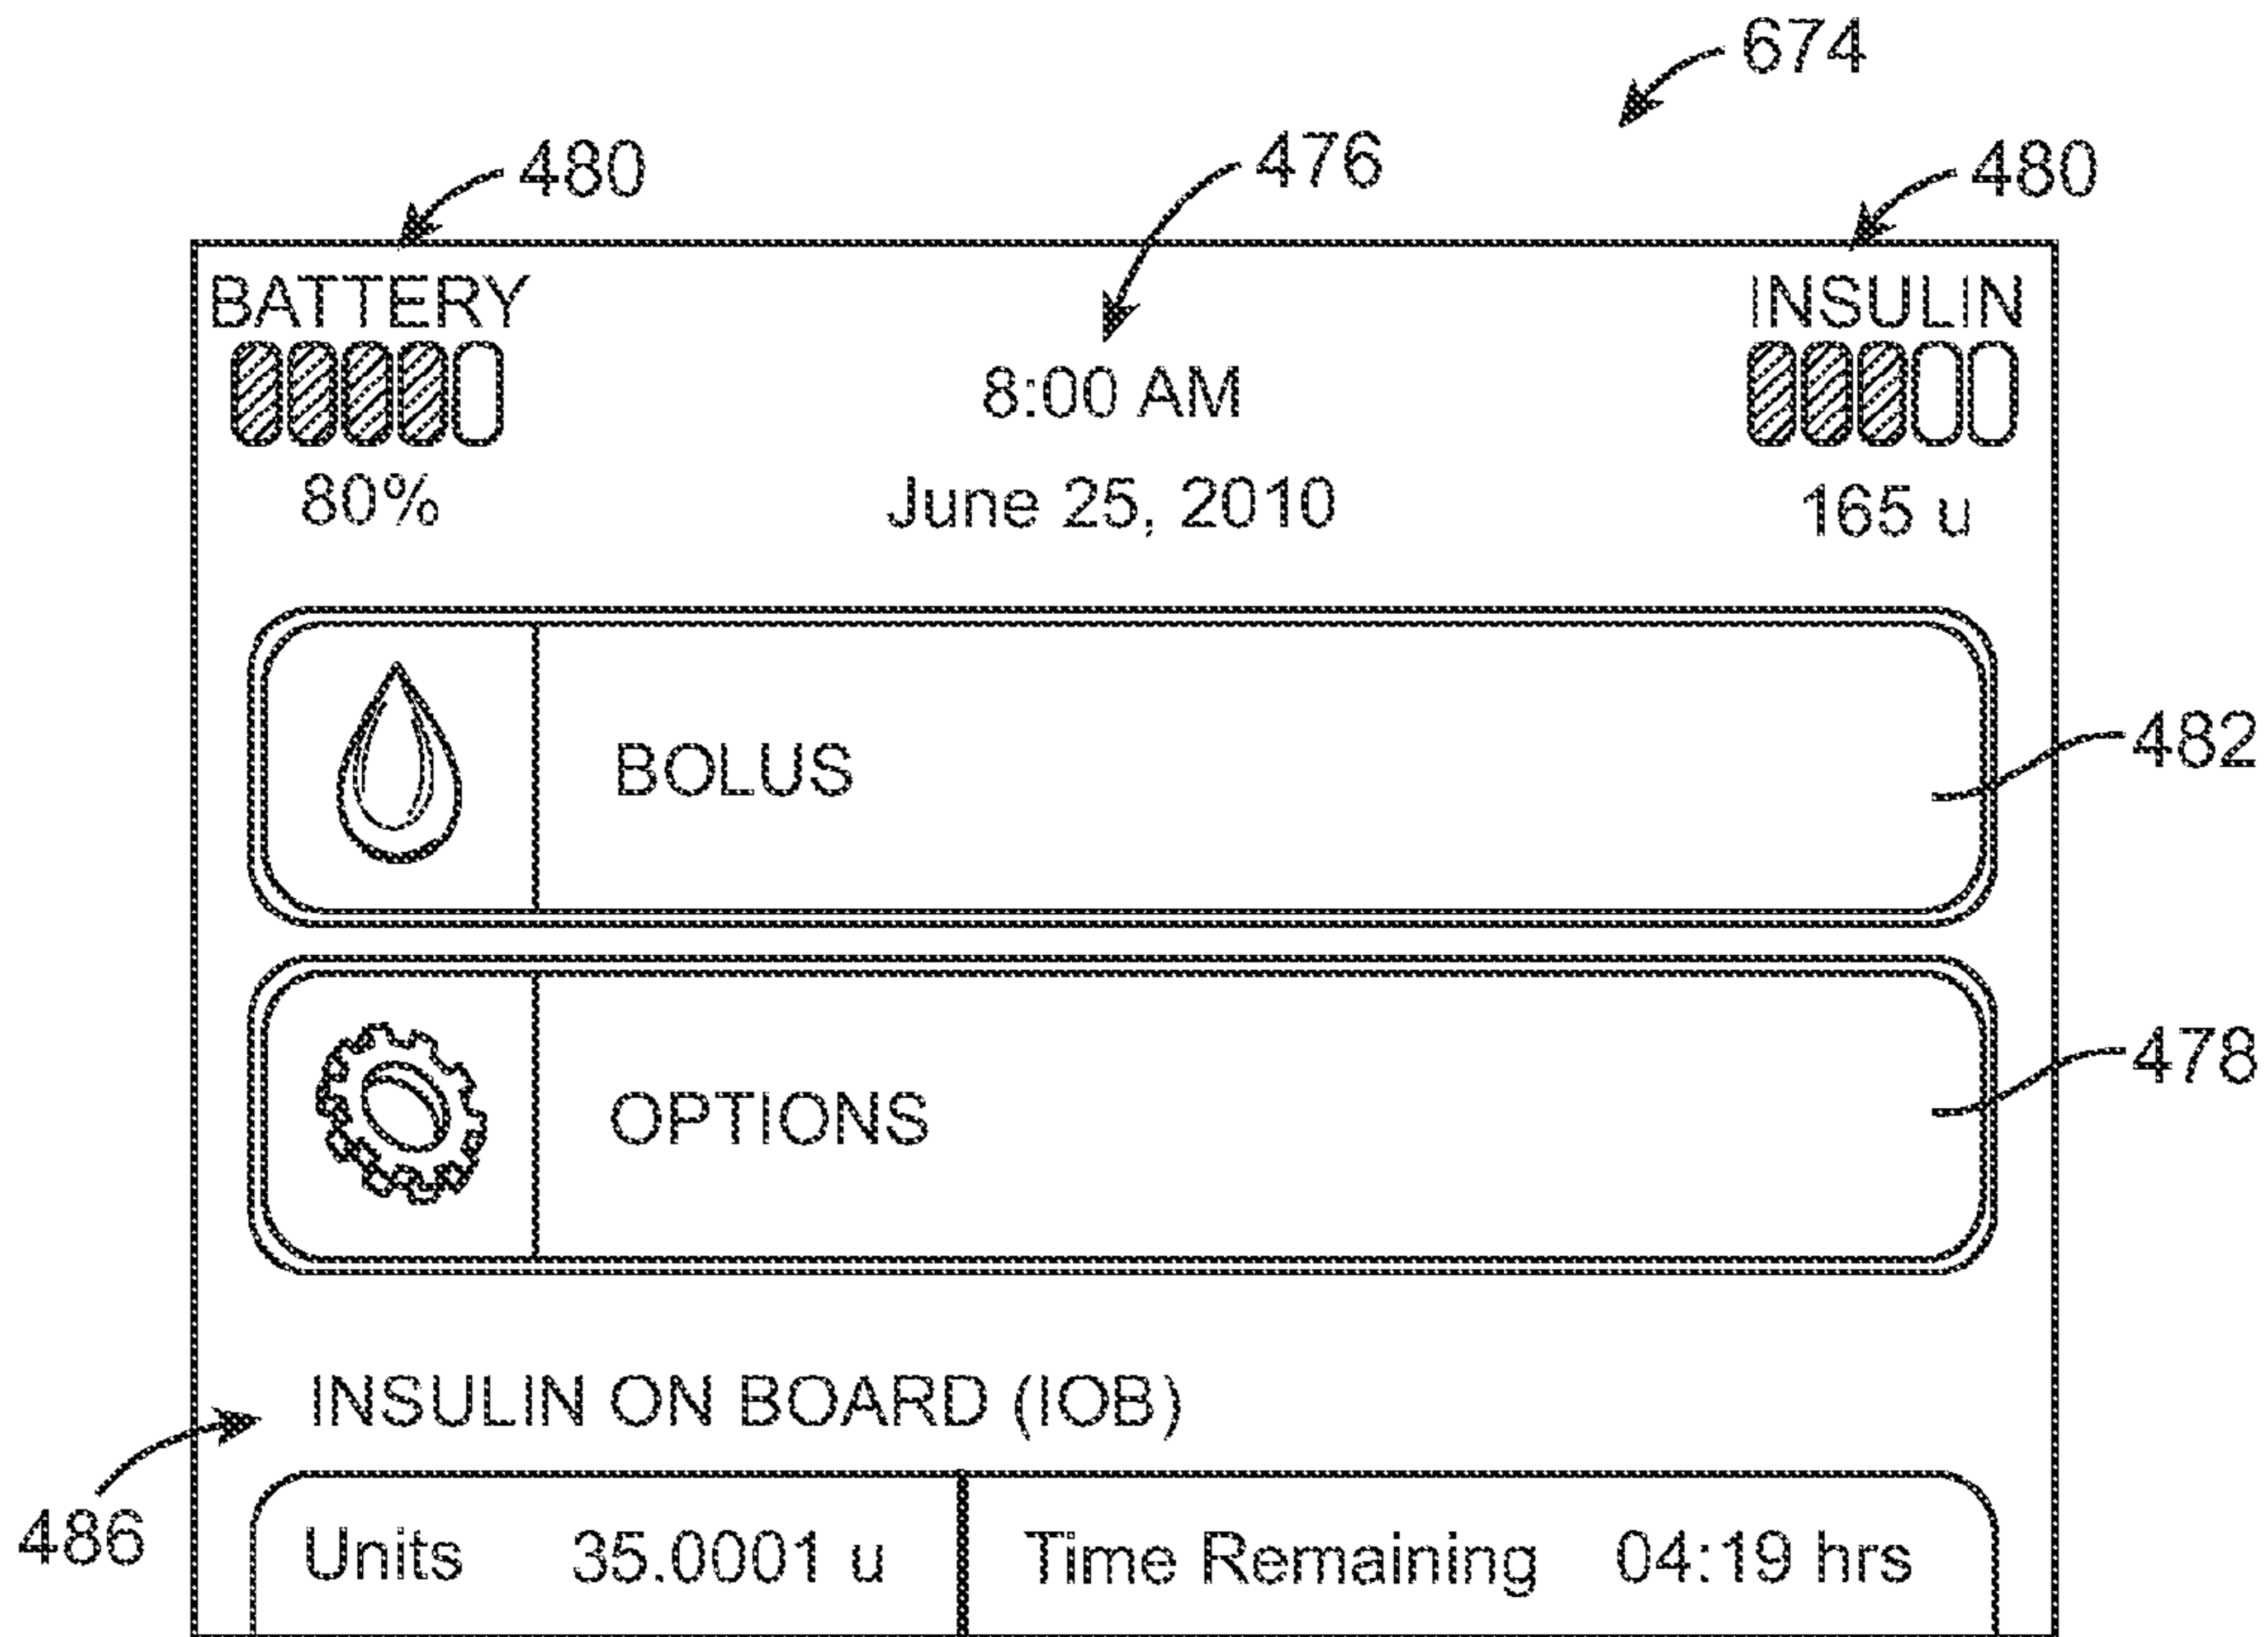 674
480
476
480
BATTERY
INSULIN
8:00 AM
80%
June 25, 2010
165 u
BOLUS
482
OPTIONS
478
INSULIN ON BOARD (IOB)
486
Units 35.0001 u
Time Remaining 04:19 hrs